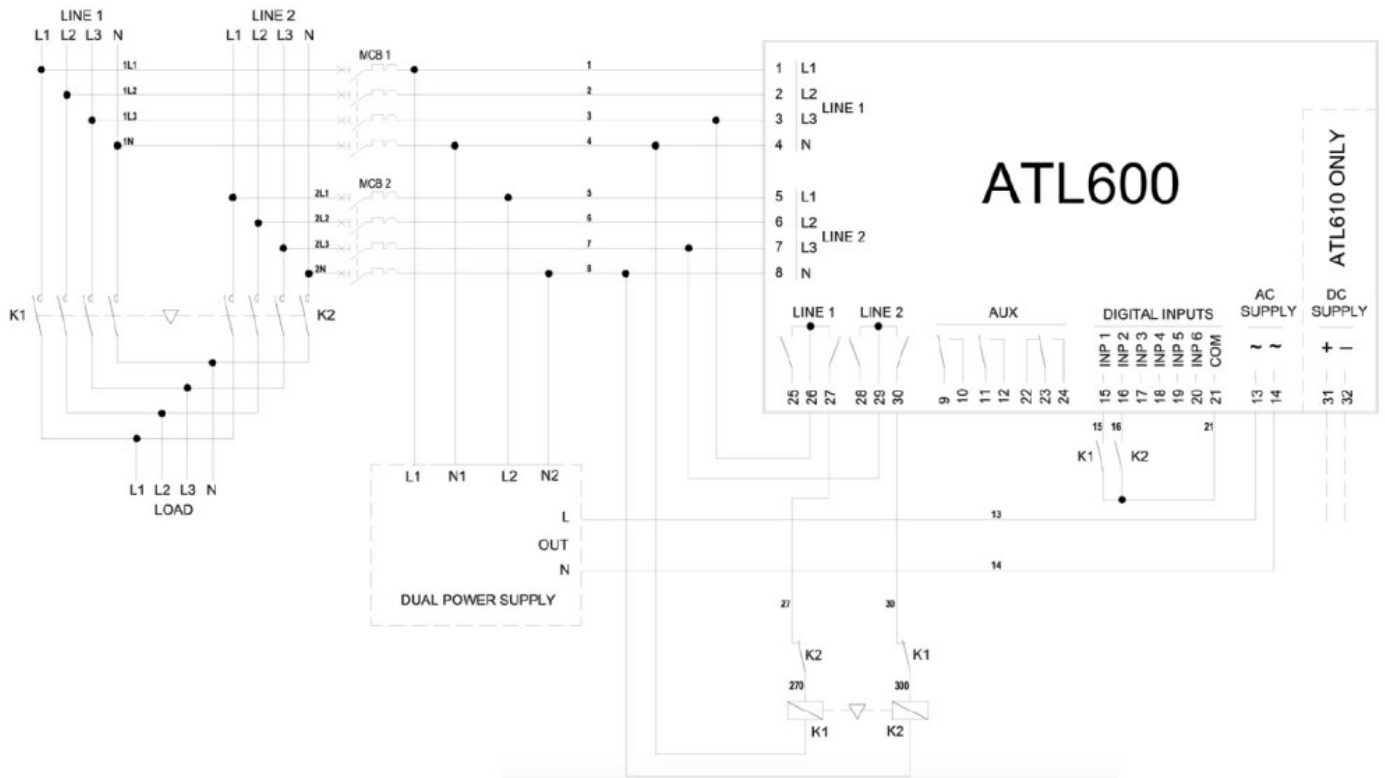 LINE 1 LINE 2
L1 L2 L3 N L1 L2 L3 N
MCB 1
1L1 1 1 L1
1L2 2 2 L2
LINE 1
1L3 3 3 L3
1N 4 4 N
ATL600
ATL610 ONLY
MCB 2
2L1 5 5 L1
2L2 6 6 L2
LINE 2
2L3 7 7 L3
2N 8 8 N
K1 K2
LINE 1 LINE 2 AUX DIGITAL INPUTS AC SUPPLY DC SUPPLY
INP 1 INP 2 INP 3 INP 4 INP 5 INP 6 COM ~ ~ + –
25 26 27 28 29 30 9 10 11 12 22 23 24 15 16 17 18 19 20 21 13 14 31 32
15 16 21
K1 K2
L1 L2 L3 N
LOAD
L1 N1 L2 N2
L 13
OUT
N 14
DUAL POWER SUPPLY
27 30
K2 K1
270 300
K1 K2